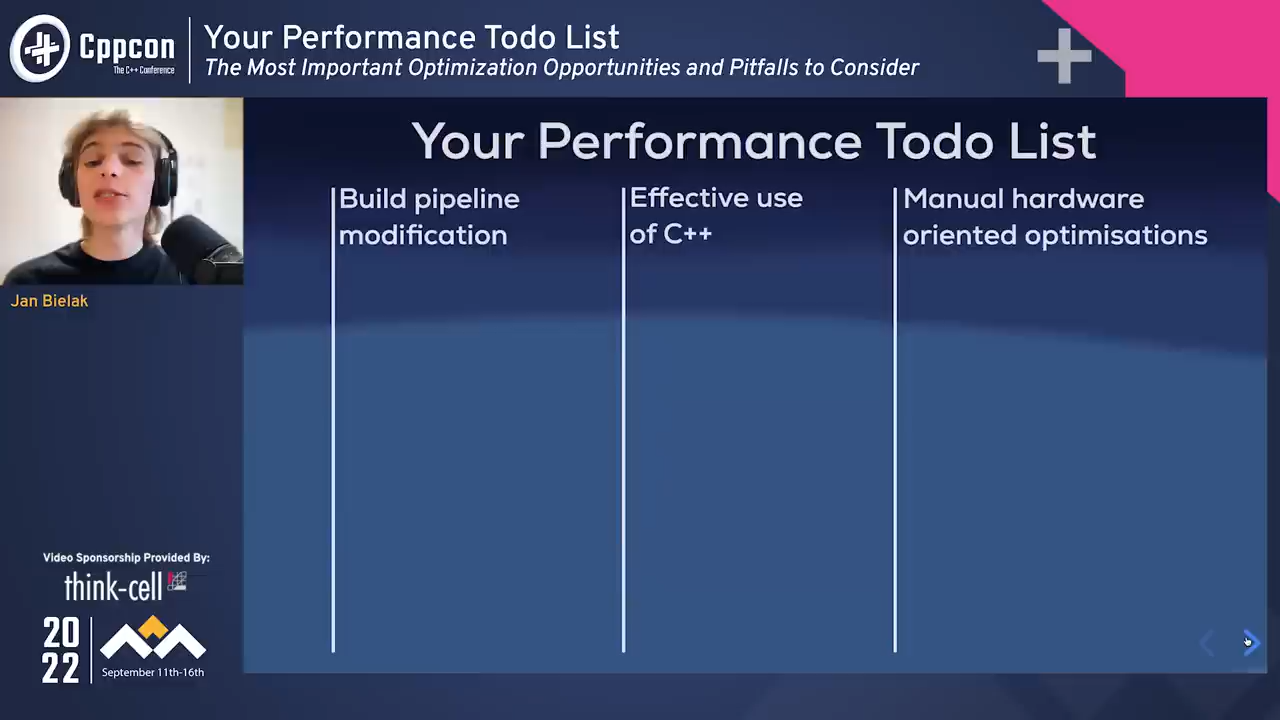 Cppcon
The C++ Conference
Your Performance Todo List
The Most Important Optimization Opportunities and Pitfalls to Consider
Jan Bielak
Your Performance Todo List
Build pipeline
modification
Effective use
of C++
Manual hardware
oriented optimisations
Video Sponsorship Provided By:
think-cell
20
22
September 11th-16th